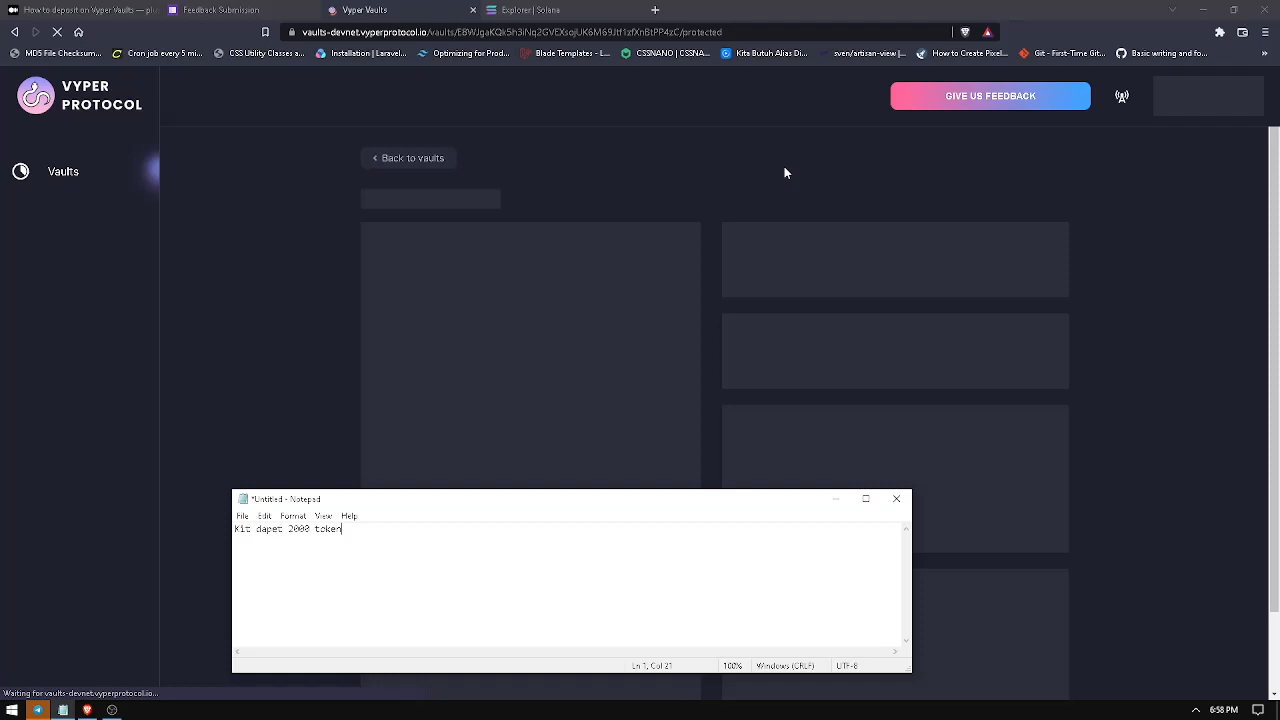 How to deposit on Vyper Vaults — 
Feedback Submission
Vyper Vaults
Explorer | Solana
vaults-devnet.vyperprotocol.io/vaults/
/protected
MD5 File Checksum...
Cron job every 5 mi...
CSS Utility Classes a...
Installation | Laravel...
Optimizing for Prod...
Blade Templates - L...
CSSNANO | CSSNA...
Kita Butuh Alias Di...
sven/artisan-view |...
How to Create Pixel...
Git - First-Time Git...
Basic writing and for...
VYPER
PROTOCOL
GIVE US FEEDBACK
Vaults
Back to vaults
*Untitled - Notepad
File Edit Format View Help
Kit dapet 2000 token
Ln 1, Col 21
100%
Windows (CRLF)
UTF-8
Waiting for vaults-devnet.vyperprotocol.io...
6:58 PM